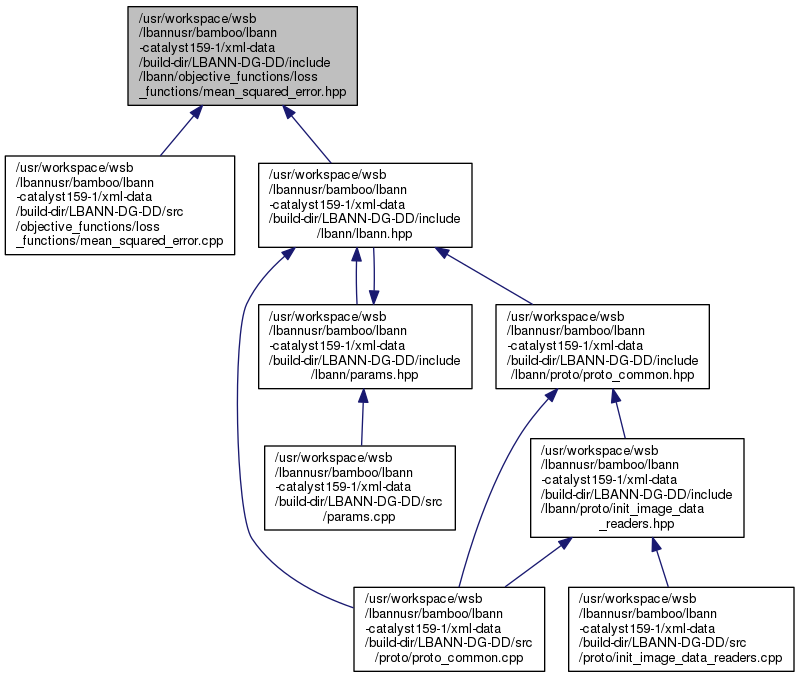 /usr/workspace/wsb
/lbannusr/bamboo/lbann
-catalyst159-1/xml-data
/build-dir/LBANN-DG-DD/include
/lbann/objective_functions/loss
_functions/mean_squared_error.hpp
/usr/workspace/wsb
/lbannusr/bamboo/lbann
-catalyst159-1/xml-data
/build-dir/LBANN-DG-DD/src
/objective_functions/loss
_functions/mean_squared_error.cpp
/usr/workspace/wsb
/lbannusr/bamboo/lbann
-catalyst159-1/xml-data
/build-dir/LBANN-DG-DD/include
/lbann/lbann.hpp
/usr/workspace/wsb
/lbannusr/bamboo/lbann
-catalyst159-1/xml-data
/build-dir/LBANN-DG-DD/include
/lbann/params.hpp
/usr/workspace/wsb
/lbannusr/bamboo/lbann
-catalyst159-1/xml-data
/build-dir/LBANN-DG-DD/include
/lbann/proto/proto_common.hpp
/usr/workspace/wsb
/lbannusr/bamboo/lbann
-catalyst159-1/xml-data
/build-dir/LBANN-DG-DD/src
/params.cpp
/usr/workspace/wsb
/lbannusr/bamboo/lbann
-catalyst159-1/xml-data
/build-dir/LBANN-DG-DD/include
/lbann/proto/init_image_data
_readers.hpp
/usr/workspace/wsb
/lbannusr/bamboo/lbann
-catalyst159-1/xml-data
/build-dir/LBANN-DG-DD/src
/proto/proto_common.cpp
/usr/workspace/wsb
/lbannusr/bamboo/lbann
-catalyst159-1/xml-data
/build-dir/LBANN-DG-DD/src
/proto/init_image_data_readers.cpp